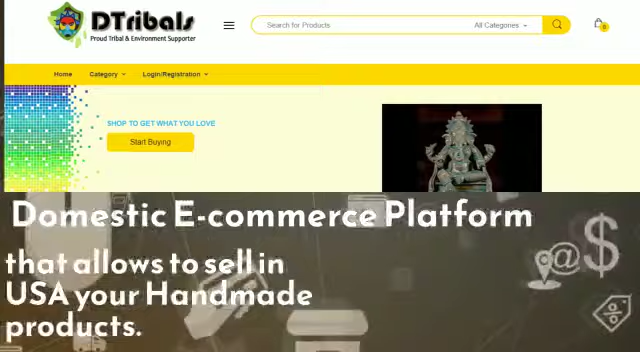 DTribals
Proud Tribal & Environment Supporter
Search for Products
All Categories
0
Home
Category
Login/Registration
SHOP TO GET WHAT YOU LOVE
Start Buying
Domestic E-commerce Platform
that allows to sell in
USA your Handmade
products.
@ $
%